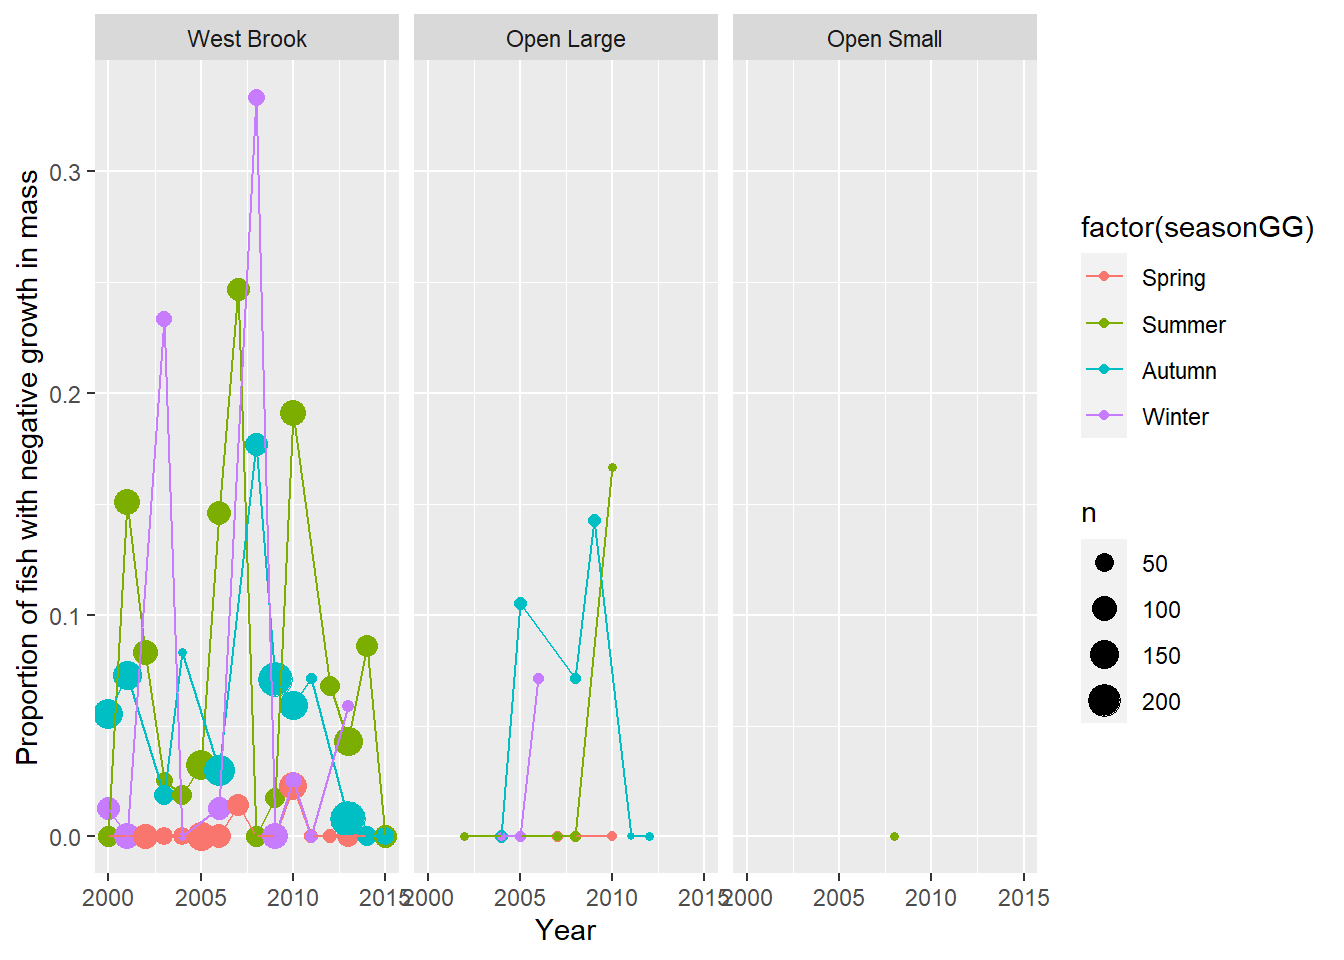 West Brook
Open Large
Open Small
Proportion of fish with negative growth in mass
0.3
0.2
0.1
0.0
2000 2005 2010 2015
2000 2005 2010 2015
2000 2005 2010 2015
Year
factor(seasonGG)
Spring
Summer
Autumn
Winter
n
50
100
150
200